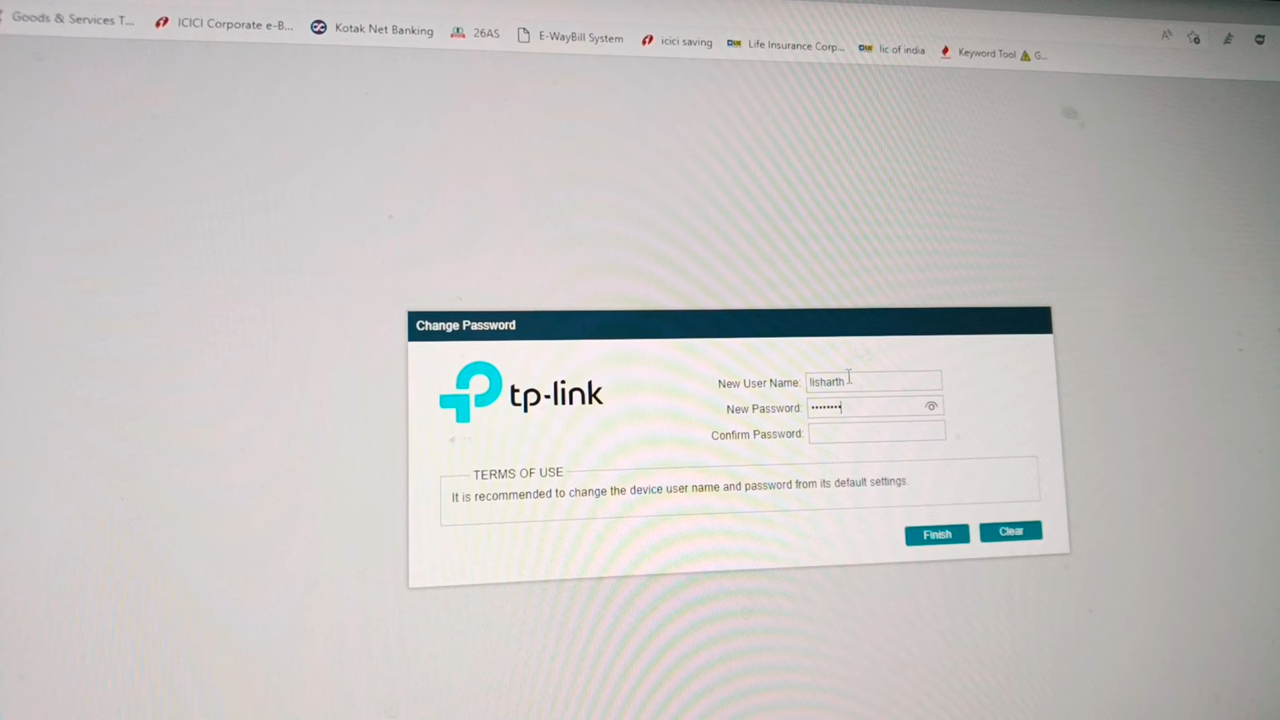 Goods & Services T... ICICI Corporate e-B... Kotak Net Banking 26AS E-WayBill System icici saving Life Insurance Corp... lic of india Keyword Tool G...
Change Password
tp-link
New User Name: lisharth
New Password: ••••••••
Confirm Password:
TERMS OF USE
It is recommended to change the device user name and password from its default settings.
Finish Clear